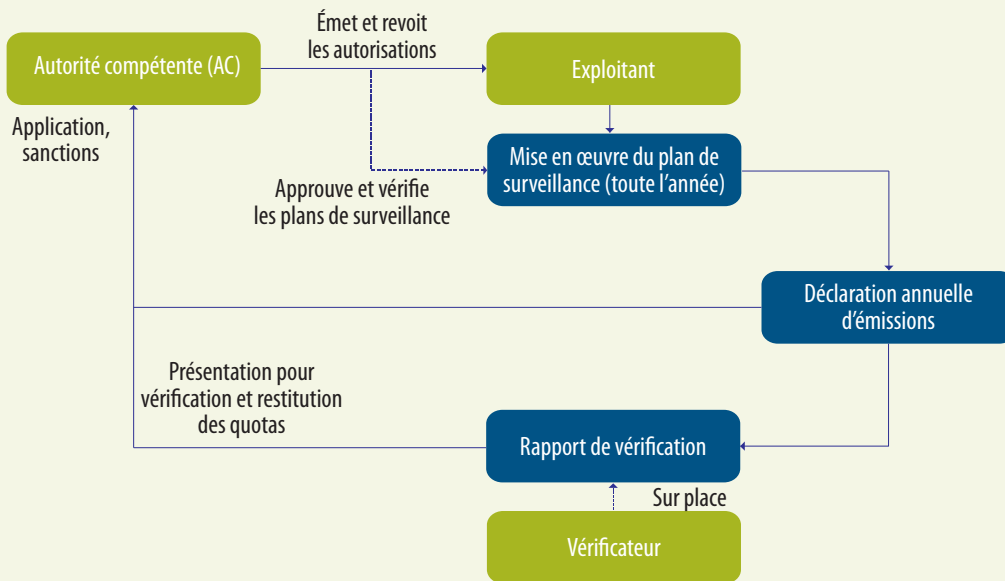 Émet et revoit
les autorisations
Autorité compétente (AC)
Exploitant
Application,
sanctions
Mise en œuvre du plan de
surveillance (toute l’année)
Approuve et vérifie
les plans de surveillance
Déclaration annuelle
d’émissions
Présentation pour
vérification et restitution
des quotas
Rapport de vérification
Sur place
Vérificateur